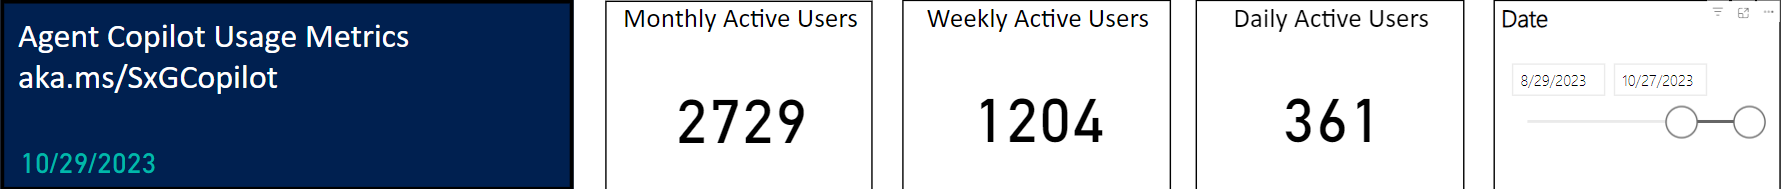 Agent Copilot Usage Metrics
aka.ms/SxGCopilot
10/29/2023
Monthly Active Users
2729
Weekly Active Users
1204
Daily Active Users
361
Date
8/29/2023
10/27/2023